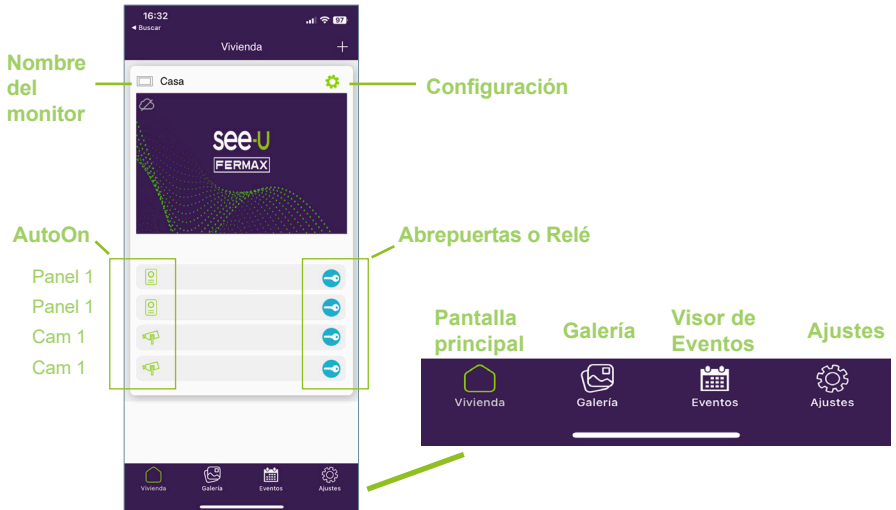 16:32
◄ Buscar
97
Vivienda
+
Nombre
del
monitor
Casa
Configuración
see-U
FERMAX
AutoOn
Abrepuertas o Relé
Panel 1
Panel 1
Cam 1
Cam 1
Pantalla
principal
Galería
Visor de
Eventos
Ajustes
Vivienda
Galería
Eventos
Ajustes
Vivienda
Galería
Eventos
Ajustes